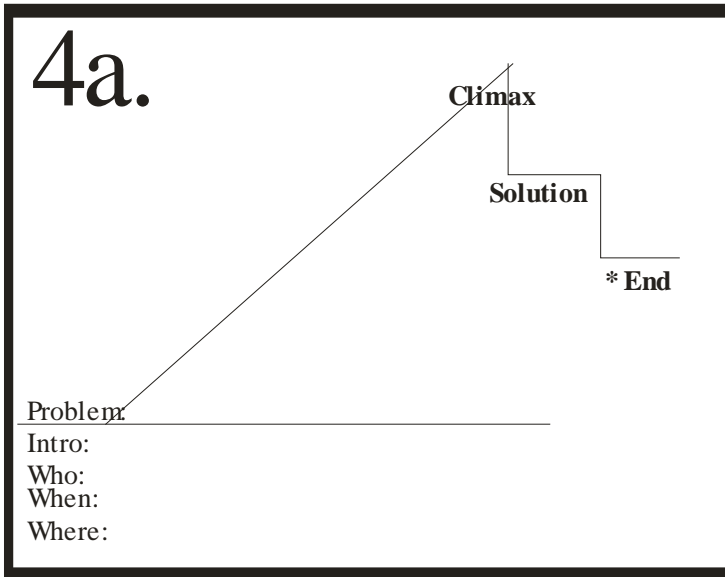 4a.
Climax
Solution
* End
Problem:
Intro:
Who:
When:
Where: